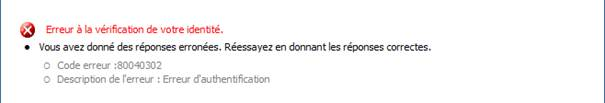 Erreur à la vérification de votre identité.
Vous avez donné des réponses erronées. Réessayez en donnant les réponses correctes.
Code erreur :80040302
Description de l'erreur : Erreur d'authentification